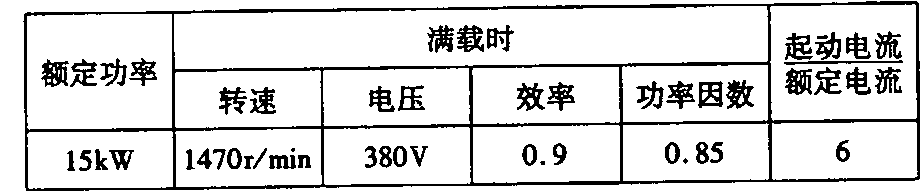 额定功率
满载时
起动电流
额定电流
转速
电压
效率
功率因数
15kW
1470r/min
380V
0.9
0.85
6